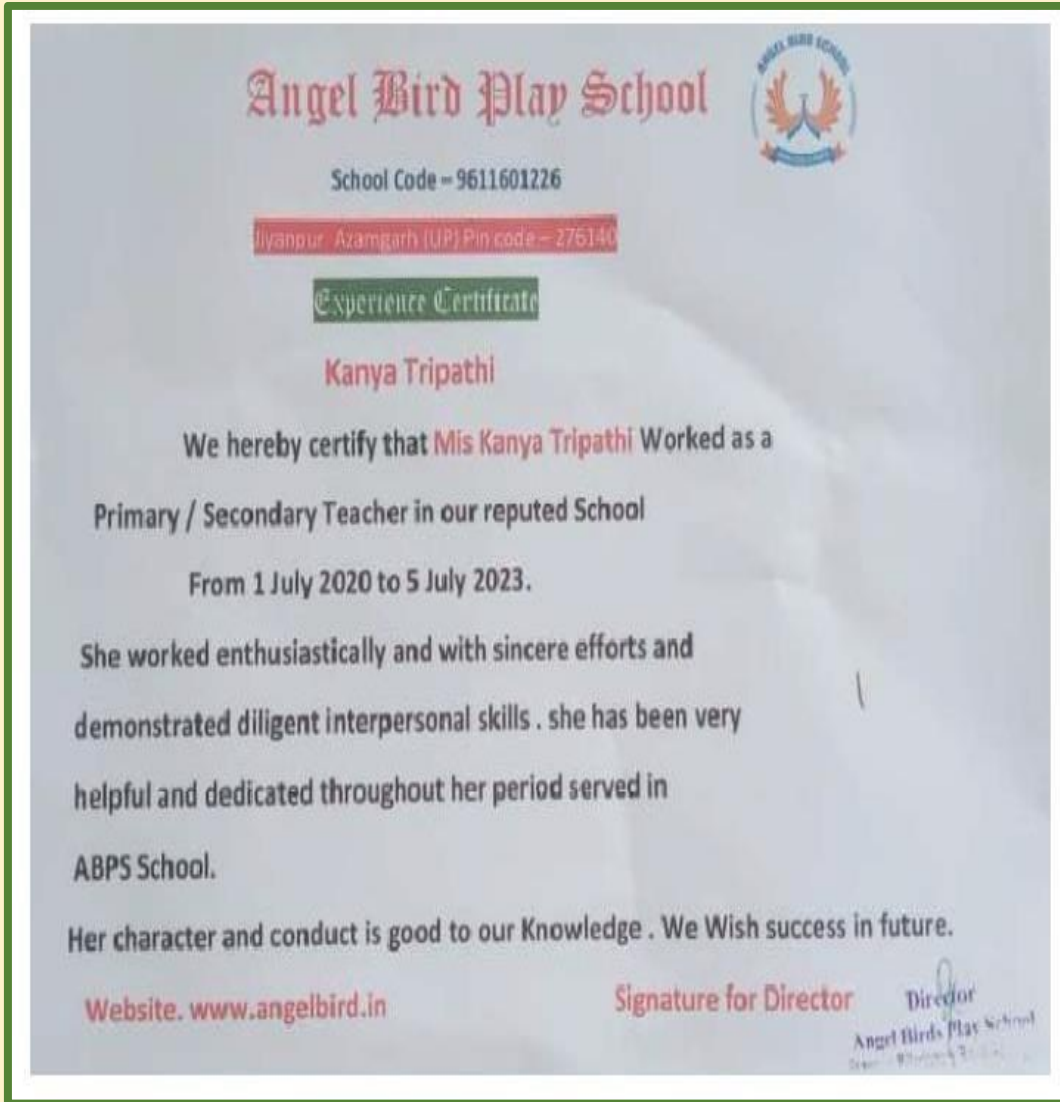 Angel Bird Play School
ANGEL BIRD SCHOOL
School Code – 9611601226
Jiyanpur Azamgarh (UP) Pin code – 276140
Experience Certificate
Kanya Tripathi
We hereby certify that Mis Kanya Tripathi Worked as a
Primary / Secondary Teacher in our reputed School
From 1 July 2020 to 5 July 2023.
She worked enthusiastically and with sincere efforts and
demonstrated diligent interpersonal skills . she has been very
helpful and dedicated throughout her period served in
ABPS School.
Her character and conduct is good to our Knowledge . We Wish success in future.
Website. www.angelbird.in
Signature for Director
Director
Angel Birds Play School